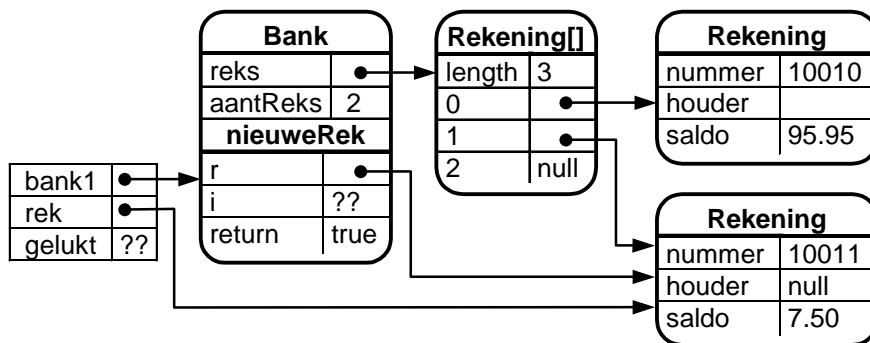 bank1
rek
gelukt ??
Bank
reks
aantReks 2
nieuweRek
r
i ??
return true
Rekening[]
length 3
0
1
2 null
Rekening
nummer 10010
houder
saldo 95.95
Rekening
nummer 10011
houder null
saldo 7.50